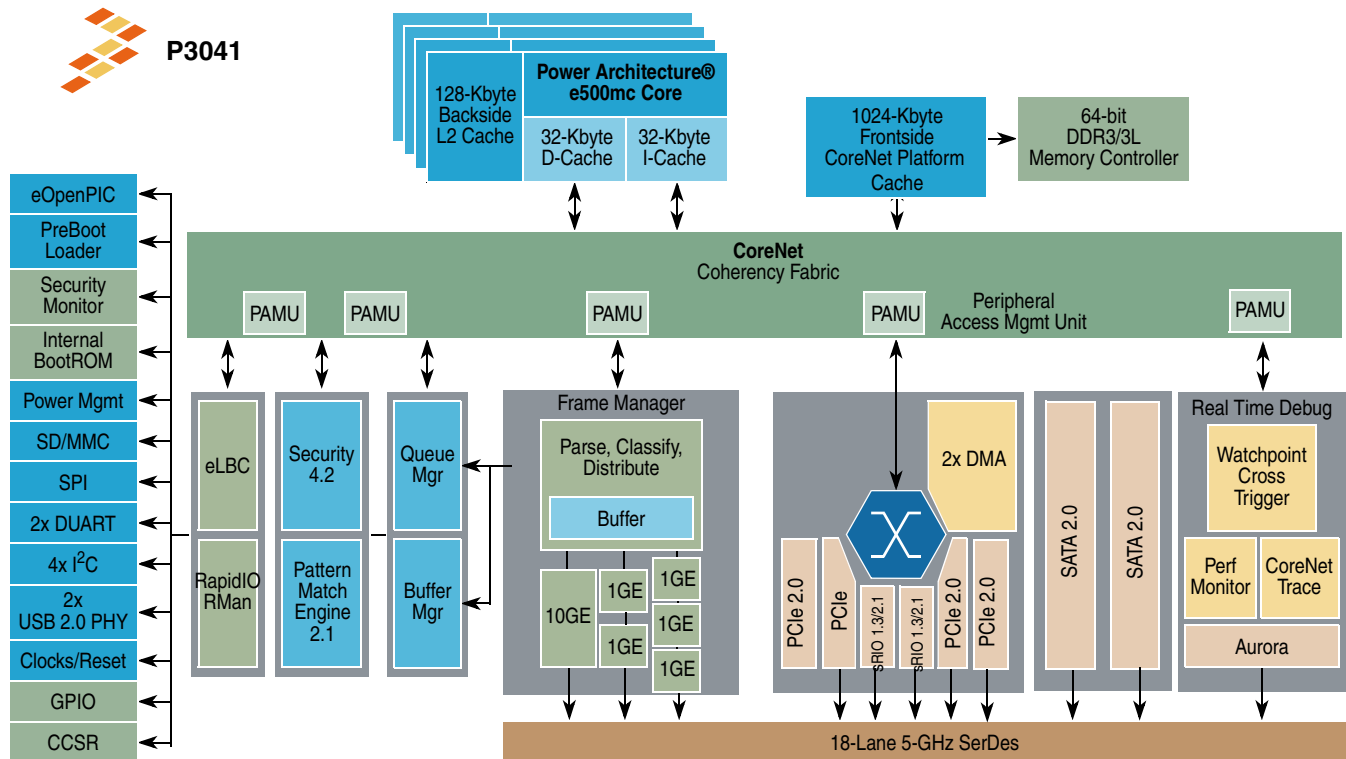 P3041
128-Kbyte
Backside
L2 Cache
Power Architecture®
e500mc Core
32-Kbyte
D-Cache
32-Kbyte
I-Cache
1024-Kbyte
Frontside
CoreNet Platform
Cache
64-bit
DDR3/3L
Memory Controller
eOpenPIC
PreBoot
Loader
Security
Monitor
Internal
BootROM
Power Mgmt
SD/MMC
SPI
2x DUART
4x I²C
2x
USB 2.0 PHY
Clocks/Reset
GPIO
CCSR
CoreNet
Coherency Fabric
PAMU
PAMU
PAMU
PAMU
Peripheral
Access Mgmt Unit
PAMU
eLBC
RapidIO
RMan
Security
4.2
Pattern
Match
Engine
2.1
Queue
Mgr
Buffer
Mgr
Frame Manager
Parse, Classify,
Distribute
Buffer
10GE
1GE
1GE
1GE
1GE
1GE
2x DMA
PCIe 2.0
PCIe
sRIO 1.3/2.1
sRIO 1.3/2.1
PCIe 2.0
PCIe 2.0
SATA 2.0
SATA 2.0
Real Time Debug
Watchpoint
Cross
Trigger
Perf
Monitor
CoreNet
Trace
Aurora
18-Lane 5-GHz SerDes